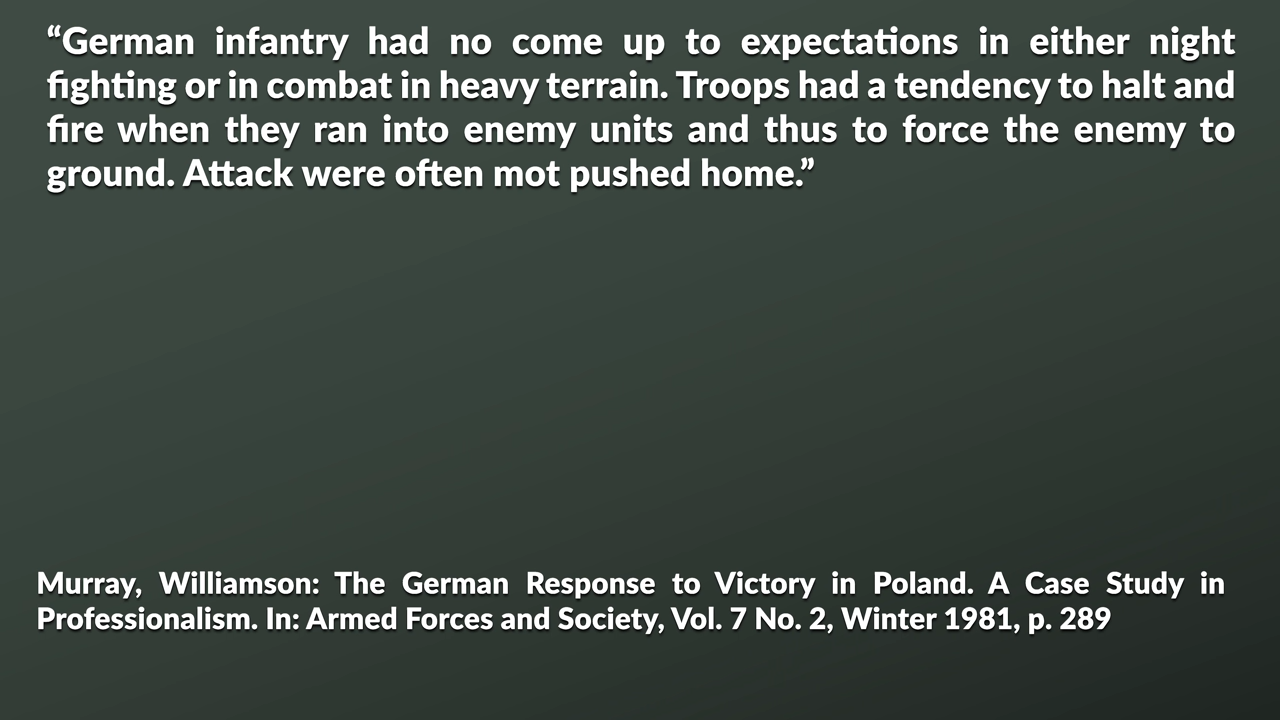 “German infantry had no come up to expectations in either night
fighting or in combat in heavy terrain. Troops had a tendency to halt and
fire when they ran into enemy units and thus to force the enemy to
ground. Attack were often mot pushed home.”
Murray, Williamson: The German Response to Victory in Poland. A Case Study in
Professionalism. In: Armed Forces and Society, Vol. 7 No. 2, Winter 1981, p. 289